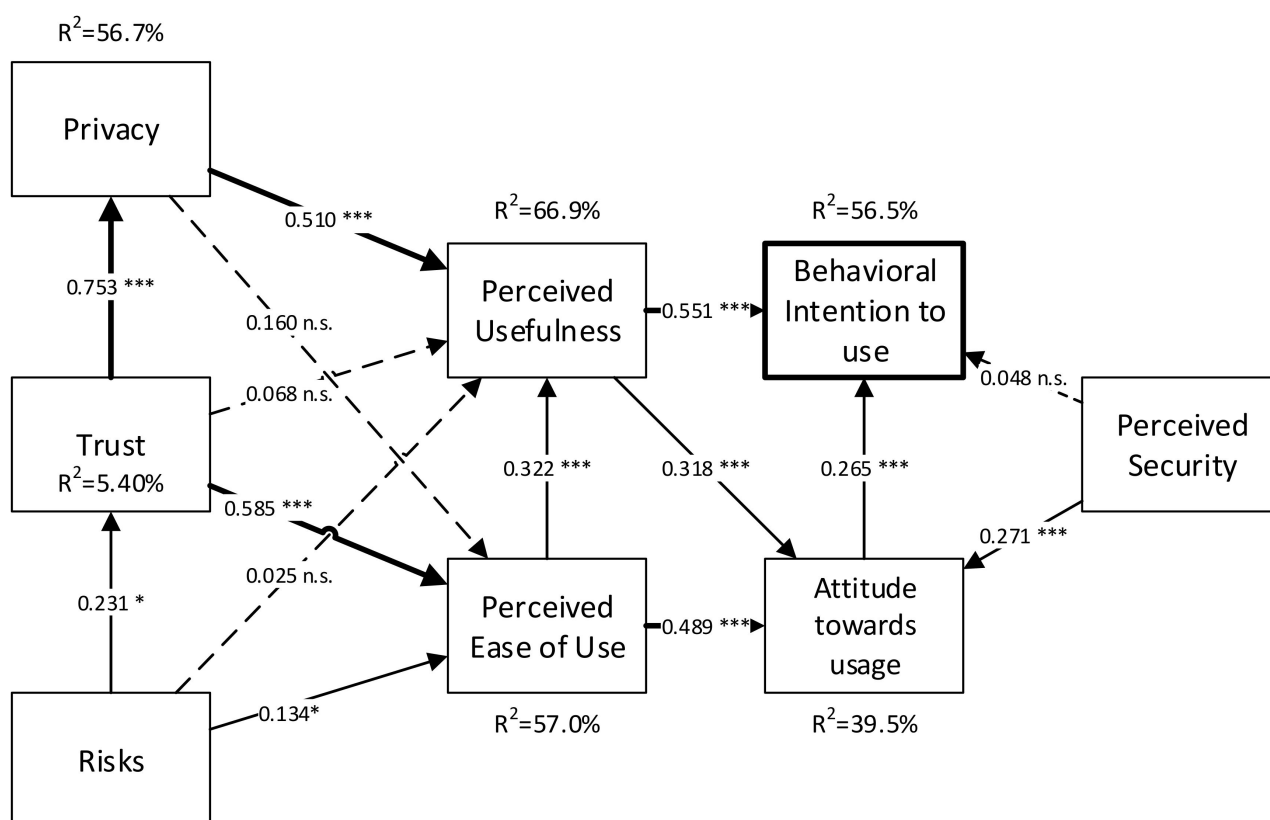 R²=56.7%
Privacy
0.510 ***
R²=66.9%
R²=56.5%
Perceived
Usefulness
Behavioral
Intention to
use
0.753 ***
0.160 n.s.
0.551 ***
0.068 n.s.
0.048 n.s.
Trust
R²=5.40%
Perceived
Security
0.322 ***
0.318 ***
0.265 ***
0.585 ***
0.271 ***
0.025 n.s.
0.231 *
Perceived
Ease of Use
0.489 ***
Attitude
towards
usage
0.134*
R²=57.0%
R²=39.5%
Risks